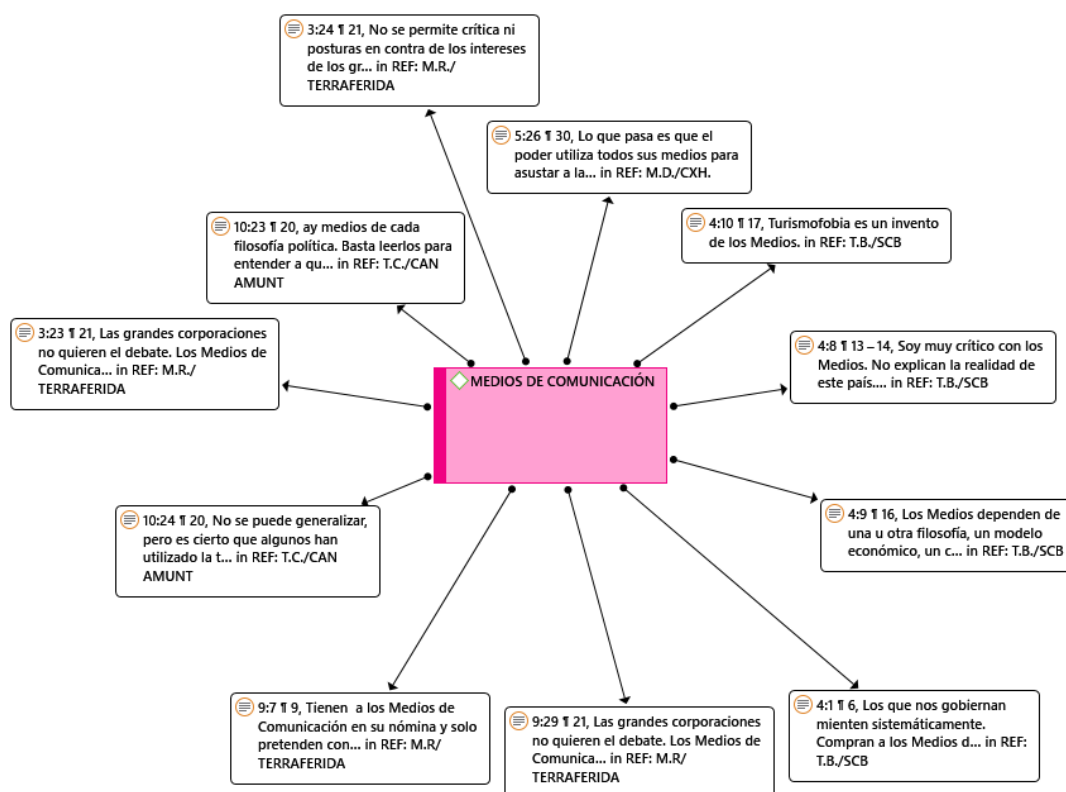 3:24 ¶ 21, No se permite crítica ni
posturas en contra de los intereses
de los gr... in REF: M.R./
TERRAFERIDA
5:26 ¶ 30, Lo que pasa es que el
poder utiliza todos sus medios para
asustar a la... in REF: M.D./CXH.
10:23 ¶ 20, ay medios de cada
filosofía política. Basta leerlos para
entender a qu... in REF: T.C./CAN
AMUNT
4:10 ¶ 17, Turismofobia es un invento
de los Medios. in REF: T.B./SCB
3:23 ¶ 21, Las grandes corporaciones
no quieren el debate. Los Medios de
Comunica... in REF: M.R./
TERRAFERIDA
4:8 ¶ 13 – 14, Soy muy crítico con los
Medios. No explican la realidad de
este país.... in REF: T.B./SCB
MEDIOS DE COMUNICACIÓN
10:24 ¶ 20, No se puede generalizar,
pero es cierto que algunos han
utilizado la t... in REF: T.C./CAN
AMUNT
4:9 ¶ 16, Los Medios dependen de
una u otra filosofía, un modelo
económico, un c... in REF: T.B./SCB
9:7 ¶ 9, Tienen a los Medios de
Comunicación en su nómina y solo
pretenden con... in REF: M.R/
TERRAFERIDA
9:29 ¶ 21, Las grandes corporaciones
no quieren el debate. Los Medios de
Comunica... in REF: M.R/
TERRAFERIDA
4:1 ¶ 6, Los que nos gobiernan
mienten sistemáticamente.
Compran a los Medios d... in REF:
T.B./SCB